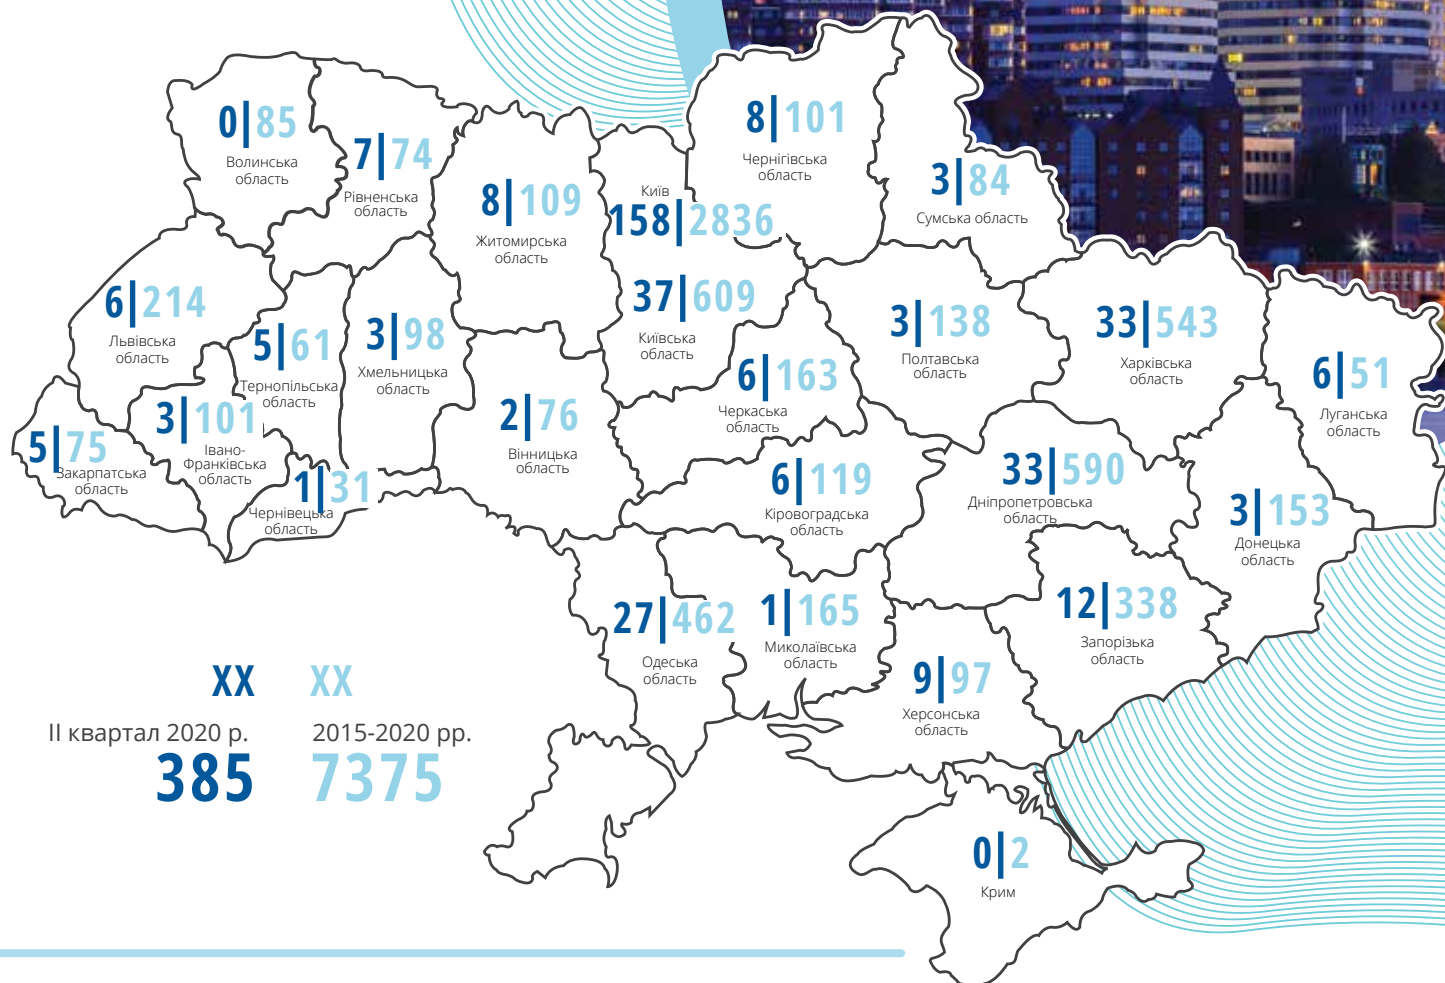 0|85
Волинська
область
7|74
Рівненська
область
8|109
Житомирська
область
Київ
158|2836
37|609
Київська
область
8|101
Чернігівська
область
3|84
Сумська область
6|214
Львівська
область
5|61
Тернопільська
область
3|98
Хмельницька
область
3|101
Івано-
Франківська
область
5|75
Закарпатська
область
1|31
Чернівецька
область
2|76
Вінницька
область
6|163
Черкаська
область
3|138
Полтавська
область
33|543
Харківська
область
6|51
Луганська
область
6|119
Кіровоградська
область
33|590
Дніпропетровська
область
3|153
Донецька
область
27|462
Одеська
область
1|165
Миколаївська
область
12|338
Запорізька
область
9|97
Херсонська
область
0|2
Крим
XX XX
II квартал 2020 р. 2015-2020 рр.
385 7375